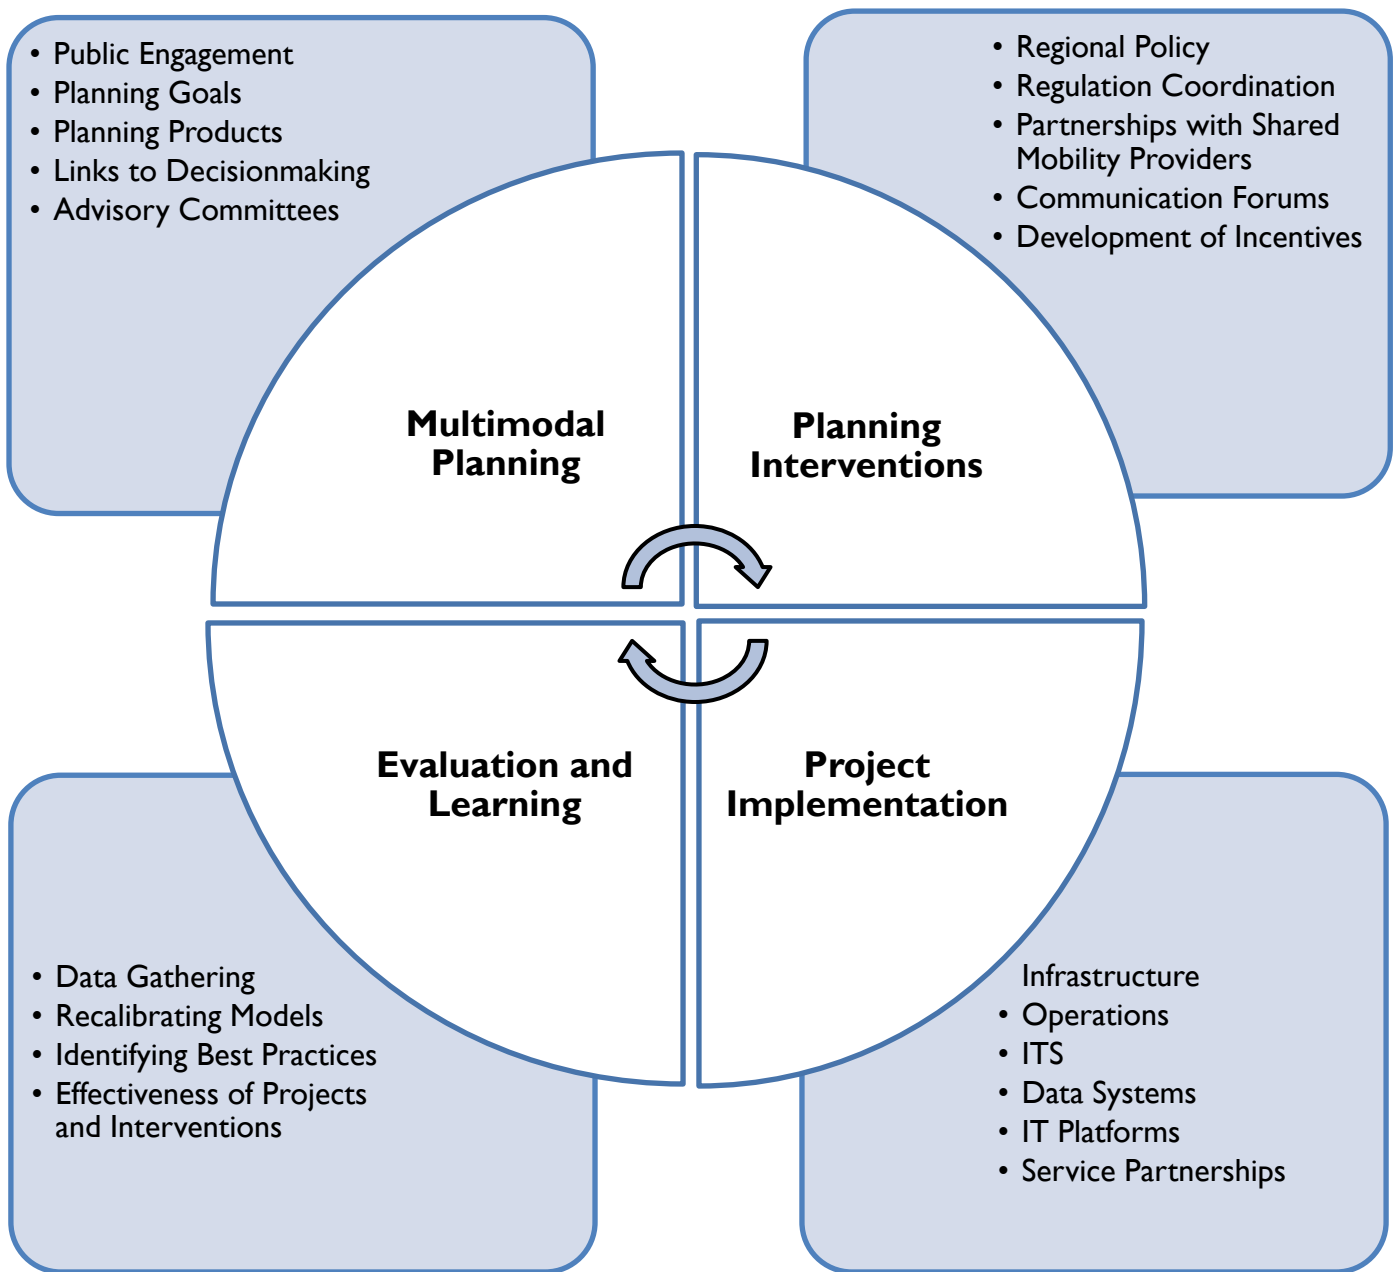 • Public Engagement
• Planning Goals
• Planning Products
• Links to Decisionmaking
• Advisory Committees
• Regional Policy
• Regulation Coordination
• Partnerships with Shared
Mobility Providers
• Communication Forums
• Development of Incentives
Multimodal
Planning
Planning
Interventions
Evaluation and
Learning
Project
Implementation
• Data Gathering
• Recalibrating Models
• Identifying Best Practices
• Effectiveness of Projects
and Interventions
Infrastructure
• Operations
• ITS
• Data Systems
• IT Platforms
• Service Partnerships